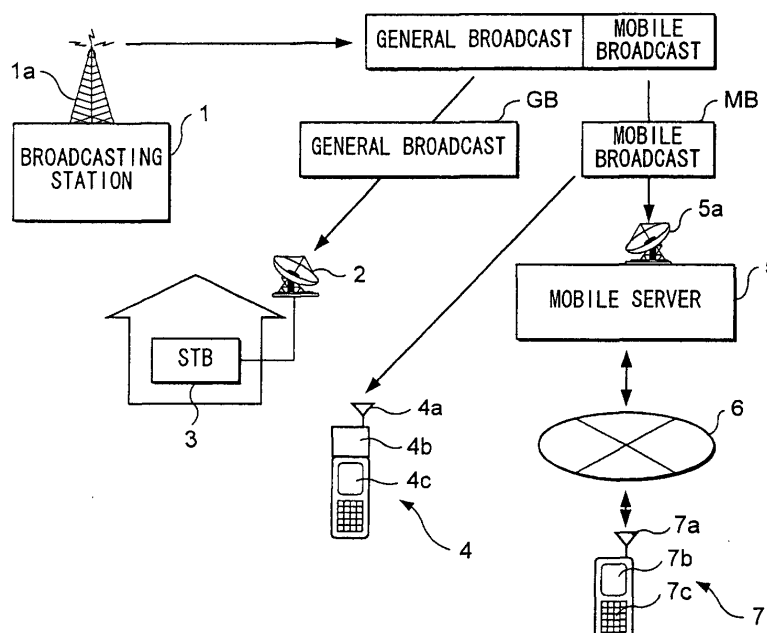 GENERAL BROADCAST
MOBILE
BROADCAST
1a
1
GB
MB
BROADCASTING
STATION
GENERAL BROADCAST
MOBILE
BROADCAST
5a
2
MOBILE SERVER
STB
3
4a
4b
4c
4
6
7a
7b
7c
7